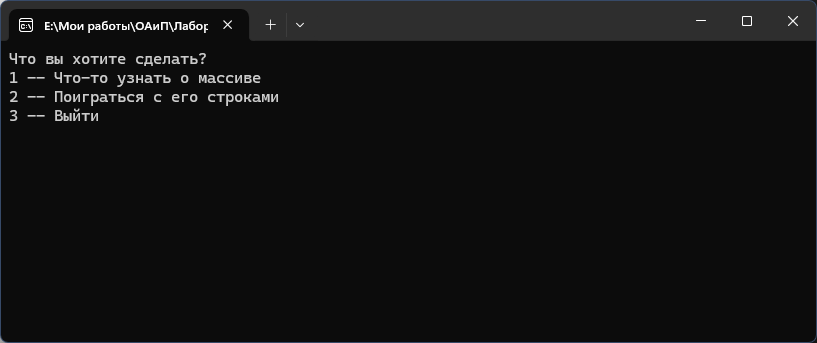 E:\Мои работы\ОАиП\Лабор
Что вы хотите сделать?
1 -- Что-то узнать о массиве
2 -- Поиграться с его строками
3 -- Выйти